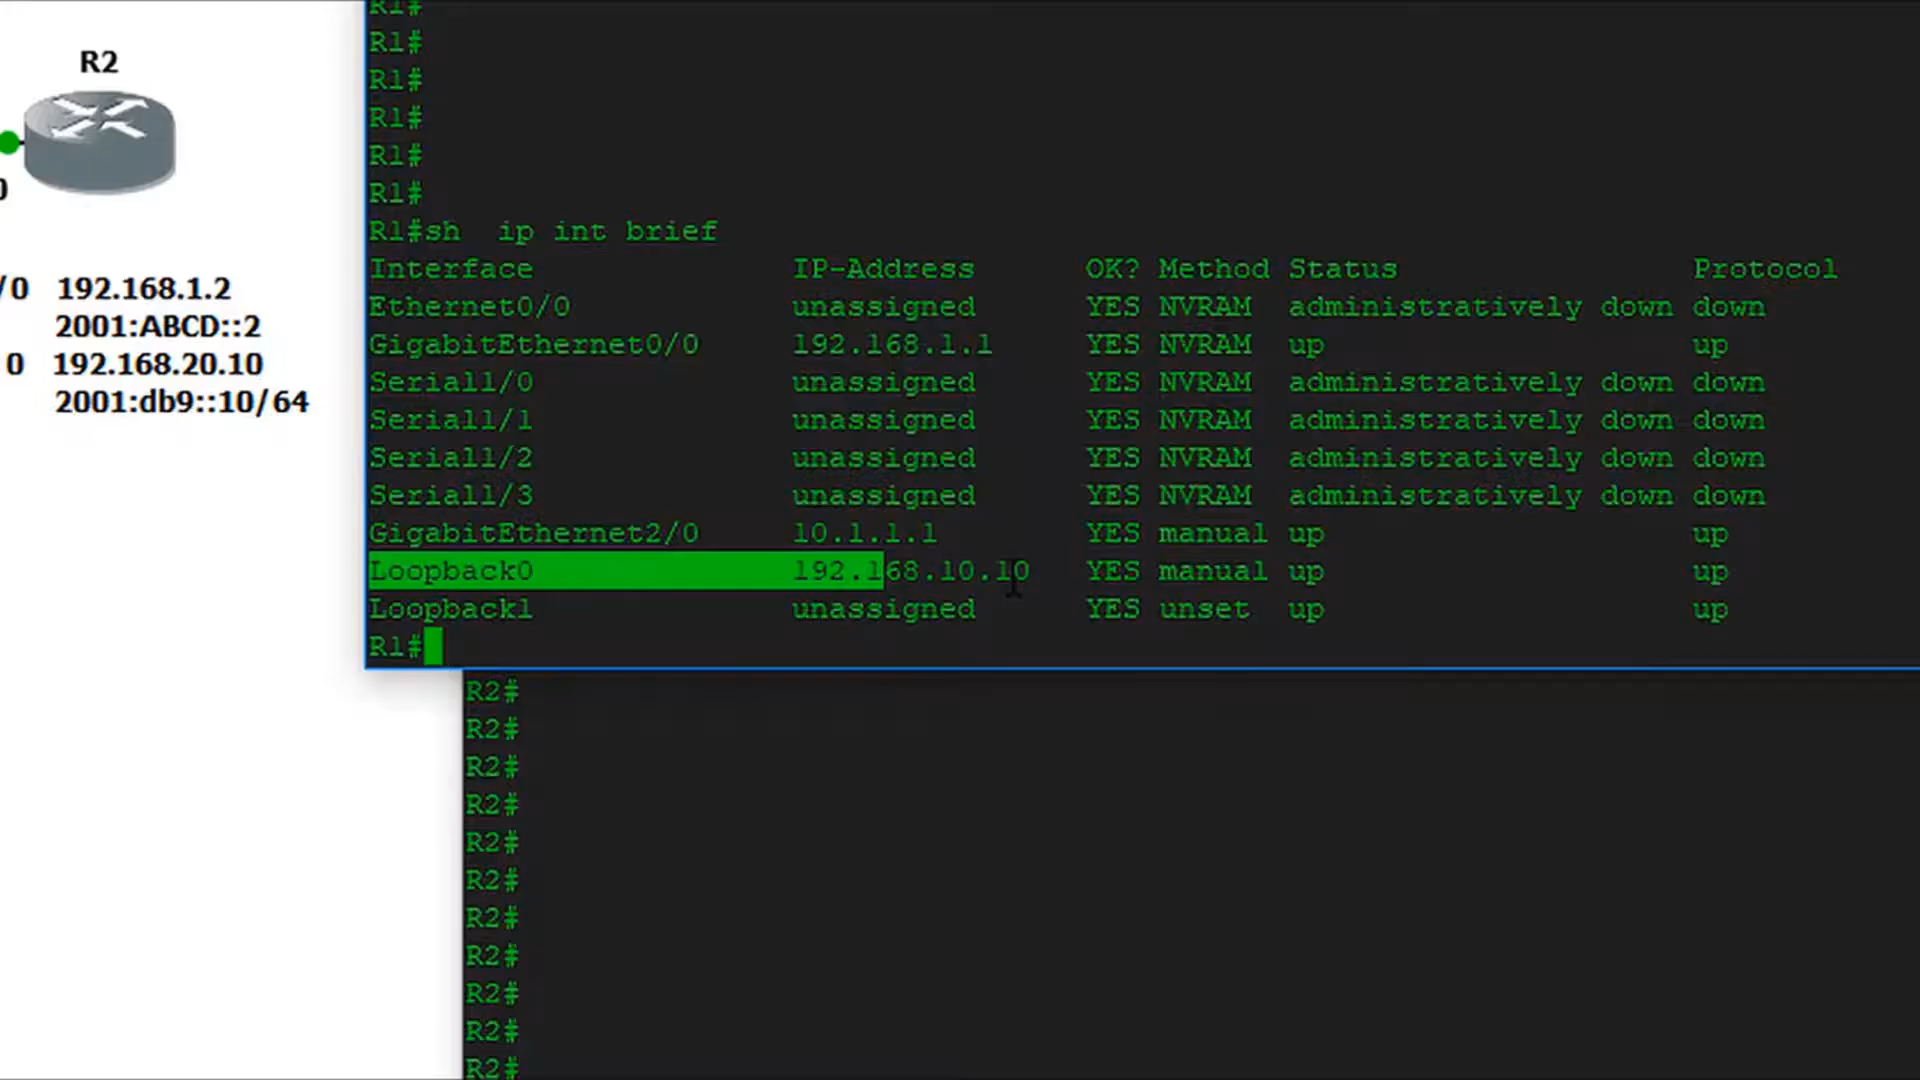 R2
0
/0 192.168.1.2
2001:ABCD::2
0 192.168.20.10
2001:db9::10/64
R1#
R1#
R1#
R1#
R1#
R1#
R1#sh  ip int brief
Interface IP-Address OK? Method Status Protocol
Ethernet0/0 unassigned YES NVRAM administratively down down
GigabitEthernet0/0 192.168.1.1 YES NVRAM up up
Serial1/0 unassigned YES NVRAM administratively down down
Serial1/1 unassigned YES NVRAM administratively down down
Serial1/2 unassigned YES NVRAM administratively down down
Serial1/3 unassigned YES NVRAM administratively down down
GigabitEthernet2/0 10.1.1.1 YES manual up up
Loopback0 192.168.10.10 YES manual up up
Loopback1 unassigned YES unset up up
R1#
R2#
R2#
R2#
R2#
R2#
R2#
R2#
R2#
R2#
R2#
R2#